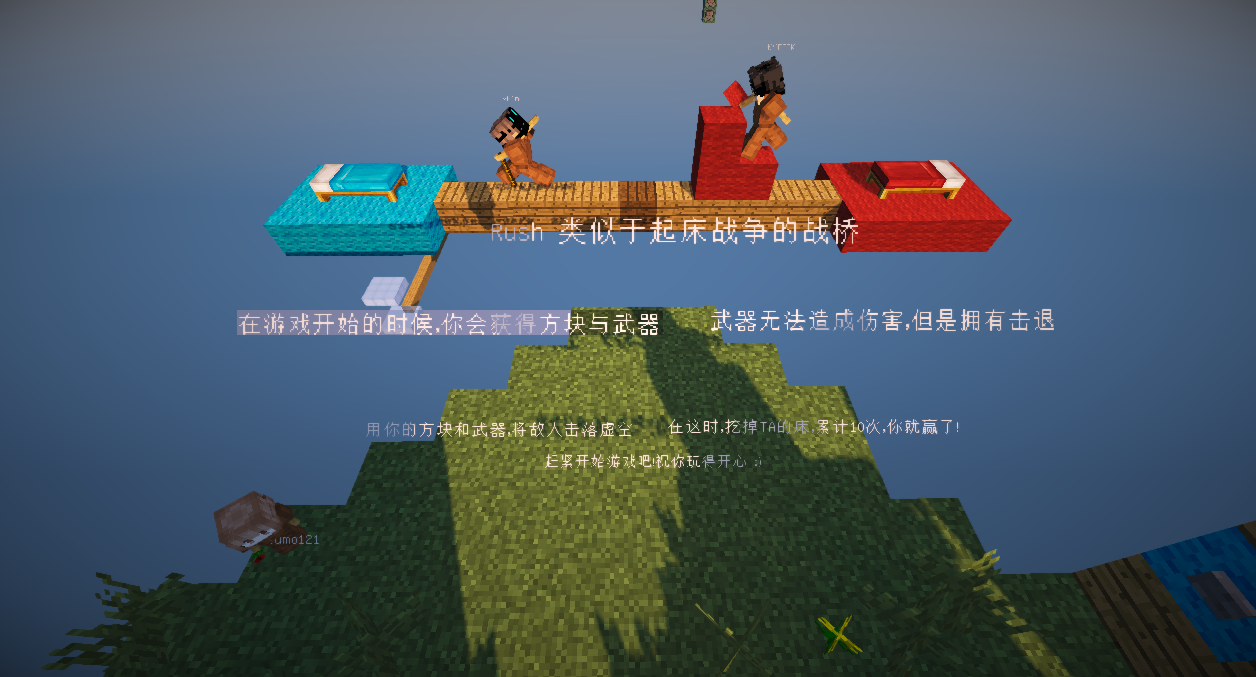 Rush 类似于起床战争的战桥
在游戏开始的时候,你会获得方块与武器
武器无法造成伤害,但是拥有击退
用你的方块和武器,将敌人击落虚空
在这时,挖掉TA的床,累计10次,你就赢了!
赶紧开始游戏吧!祝你玩得开心 :)
umo121